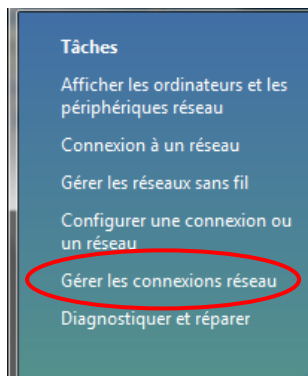 Tâches
Afficher les ordinateurs et les
périphériques réseau
Connexion à un réseau
Gérer les réseaux sans fil
Configurer une connexion ou
un réseau
Gérer les connexions réseau
Diagnostiquer et réparer